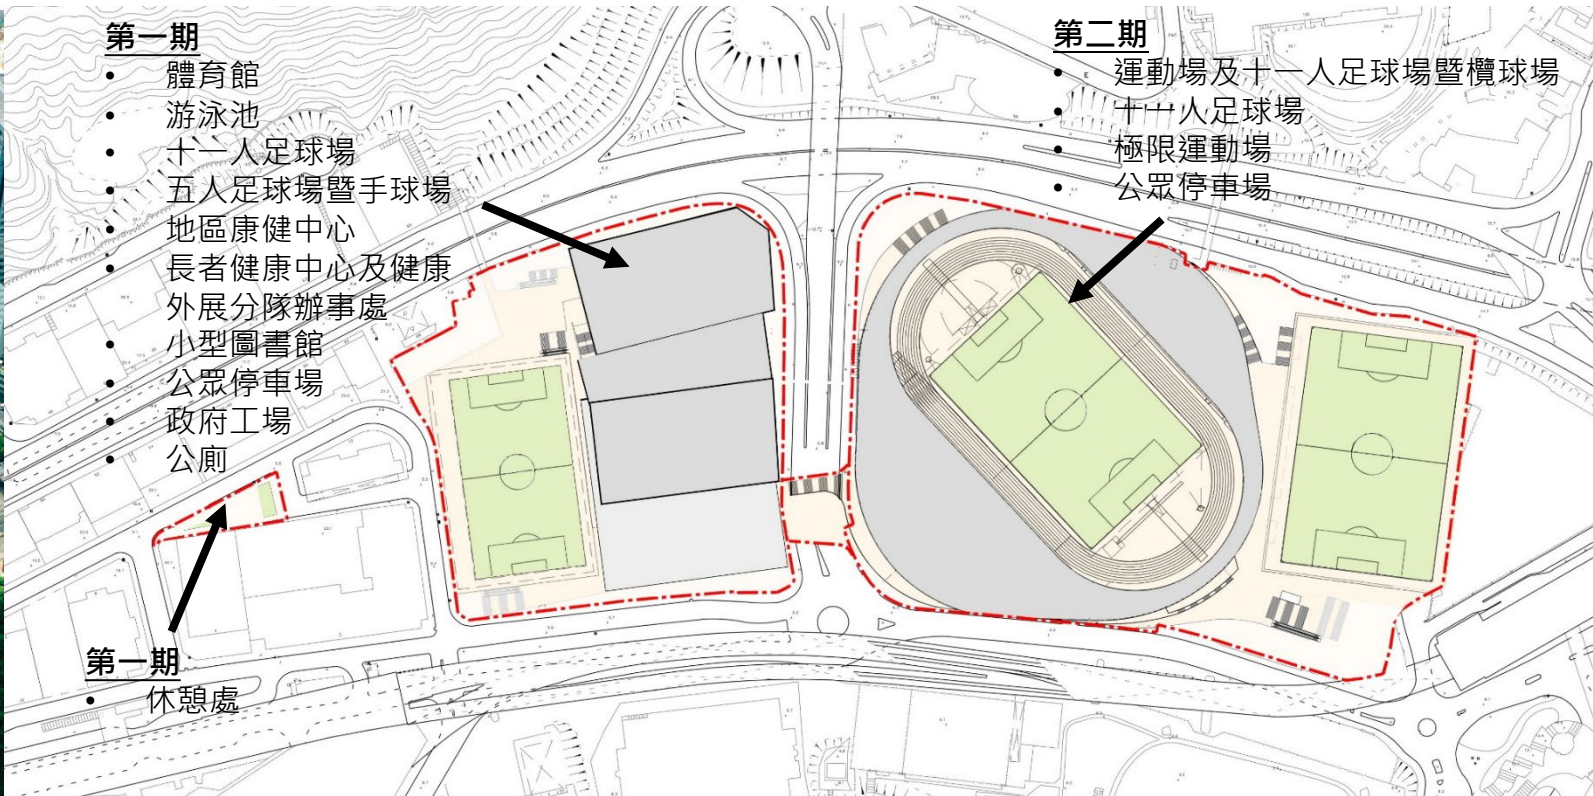 第一期
• 體育館
• 游泳池
• 十一人足球場
• 五人足球場暨手球場
• 地區康健中心
• 長者健康中心及健康
外展分隊辦事處
• 小型圖書館
• 公眾停車場
• 政府工場
• 公廁
第二期
• 運動場及十一人足球場暨欖球場
• 十一人足球場
• 極限運動場
• 公眾停車場
第一期
• 休憩處